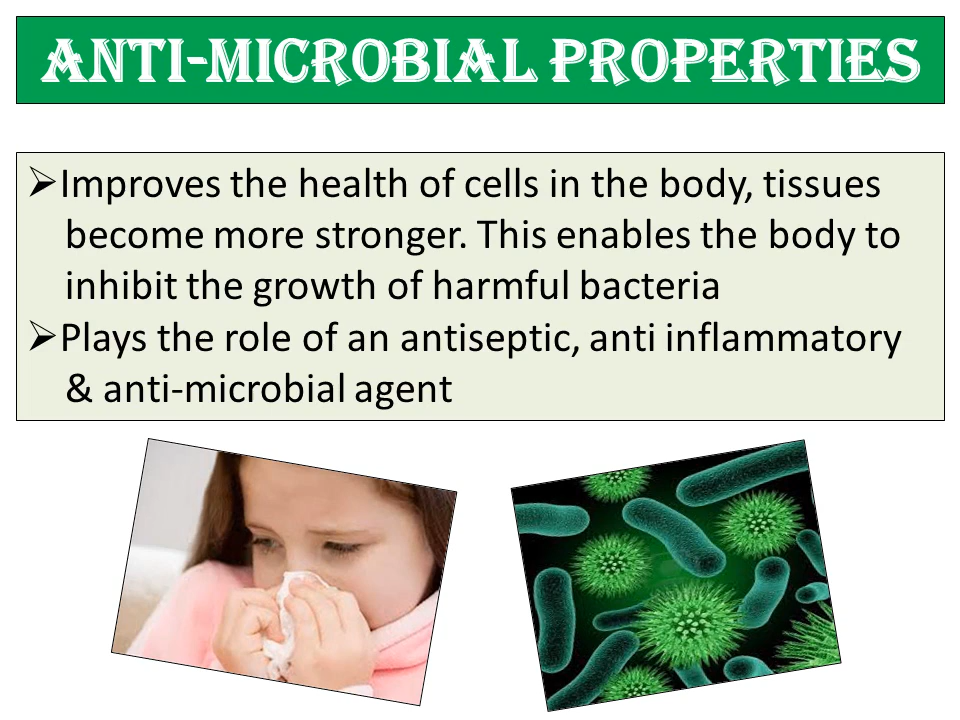 ANTI-MICROBIAL PROPERTIES
➢Improves the health of cells in the body, tissues
become more stronger. This enables the body to
inhibit the growth of harmful bacteria
➢Plays the role of an antiseptic, anti inflammatory
& anti-microbial agent